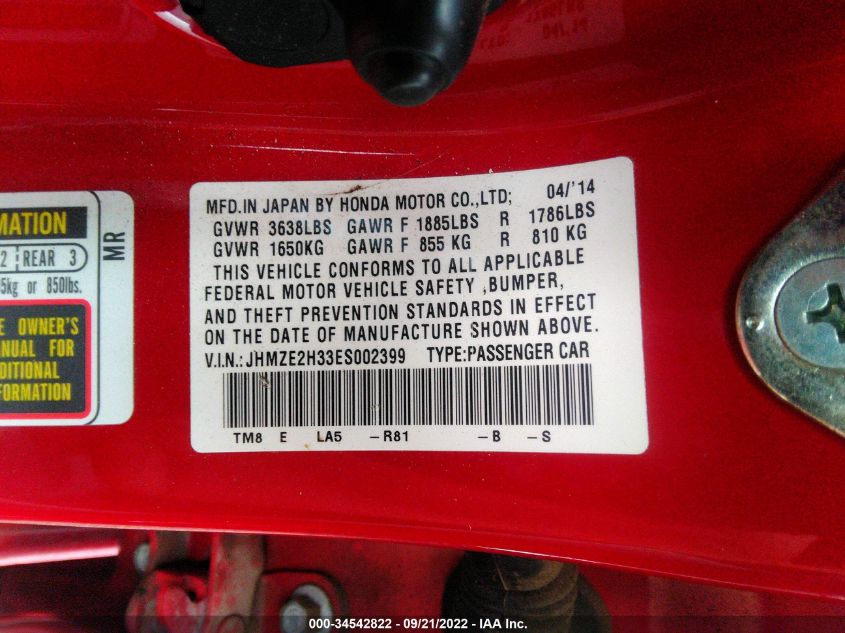 MFD.IN JAPAN BY HONDA MOTOR CO.,LTD; 04/'14
GVWR 3638LBS GAWR F 1885LBS R 1786LBS
GVWR 1650KG GAWR F 855 KG R 810 KG
THIS VEHICLE CONFORMS TO ALL APPLICABLE
FEDERAL MOTOR VEHICLE SAFETY ,BUMPER,
AND THEFT PREVENTION STANDARDS IN EFFECT
ON THE DATE OF MANUFACTURE SHOWN ABOVE.
V.I.N.: JHMZE2H33ES002399 TYPE:PASSENGER CAR
TM8 E LA5 -R81 -B -S
MATION
2 REAR 3
5kg or 850lbs.
MR
E OWNER'S
NUAL FOR
DITIONAL
FORMATION
000-34542822 - 09/21/2022 - IAA Inc.